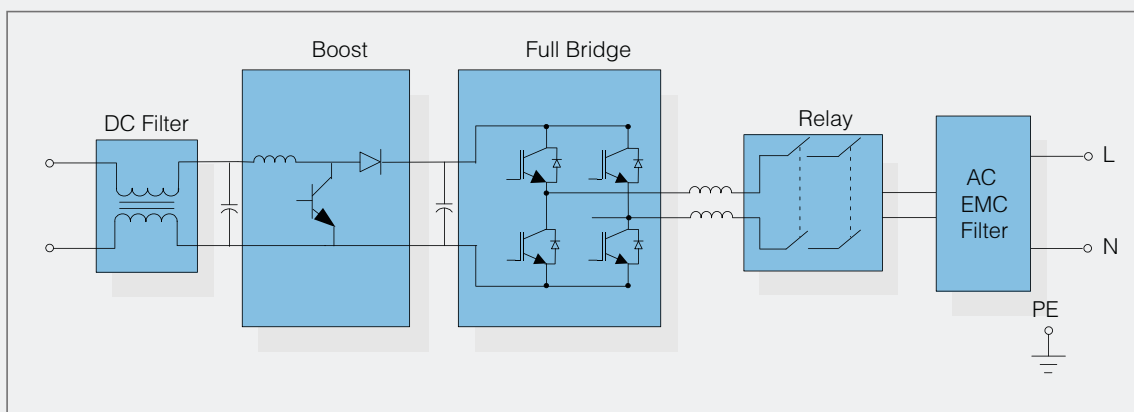 Boost
Full Bridge
DC Filter
Relay
AC
EMC
Filter
L
N
PE